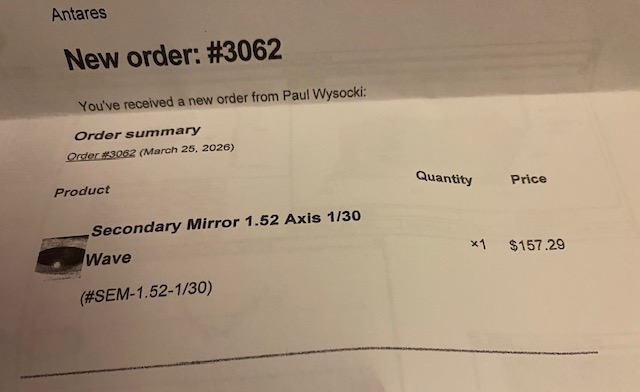 Antares
New order: #3062
You've received a new order from Paul Wysocki:
Order summary
Order #3062 (March 25, 2026)
Product Quantity Price
Secondary Mirror 1.52 Axis 1/30
Wave ×1 $157.29
(#SEM-1.52-1/30)